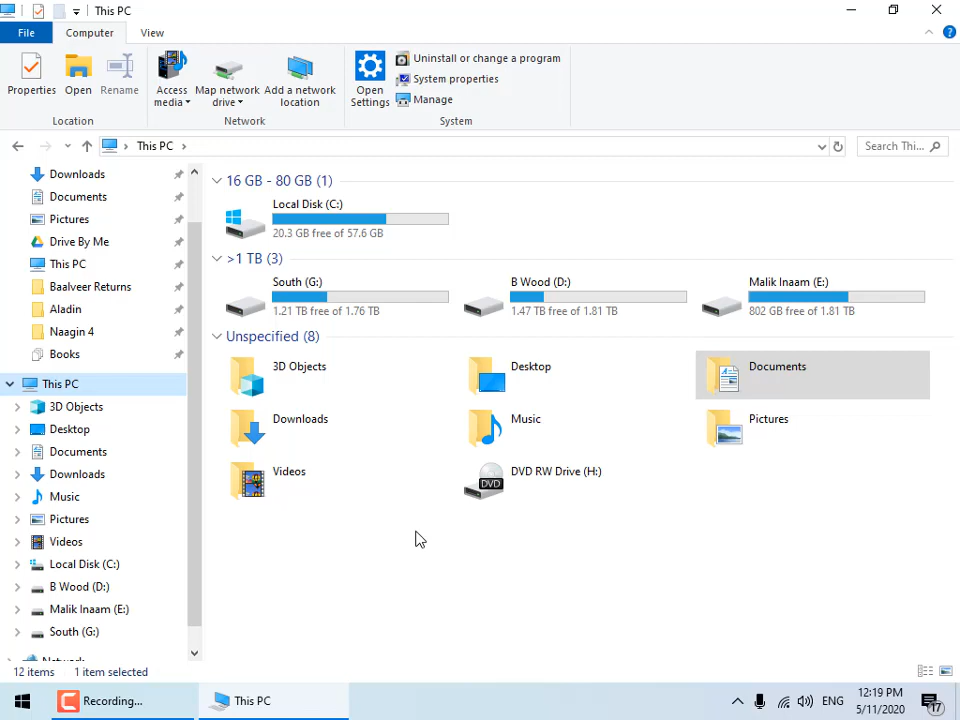 This PC
File Computer View
Properties Open Rename
Access media Map network drive Add a network location
Open Settings
Uninstall or change a program
System properties
Manage
Location Network System
This PC
Search Thi...
Downloads
Documents
Pictures
Drive By Me
This PC
Baalveer Returns
Aladin
Naagin 4
Books
This PC
3D Objects
Desktop
Documents
Downloads
Music
Pictures
Videos
Local Disk (C:)
B Wood (D:)
Malik Inaam (E:)
South (G:)
Network
16 GB - 80 GB (1)
Local Disk (C:)
20.3 GB free of 57.6 GB
>1 TB (3)
South (G:)
1.21 TB free of 1.76 TB
B Wood (D:)
1.47 TB free of 1.81 TB
Malik Inaam (E:)
802 GB free of 1.81 TB
Unspecified (8)
3D Objects Desktop Documents
Downloads Music Pictures
Videos DVD RW Drive (H:)
DVD
12 items 1 item selected
Recording... This PC
ENG
12:19 PM
5/11/2020
17